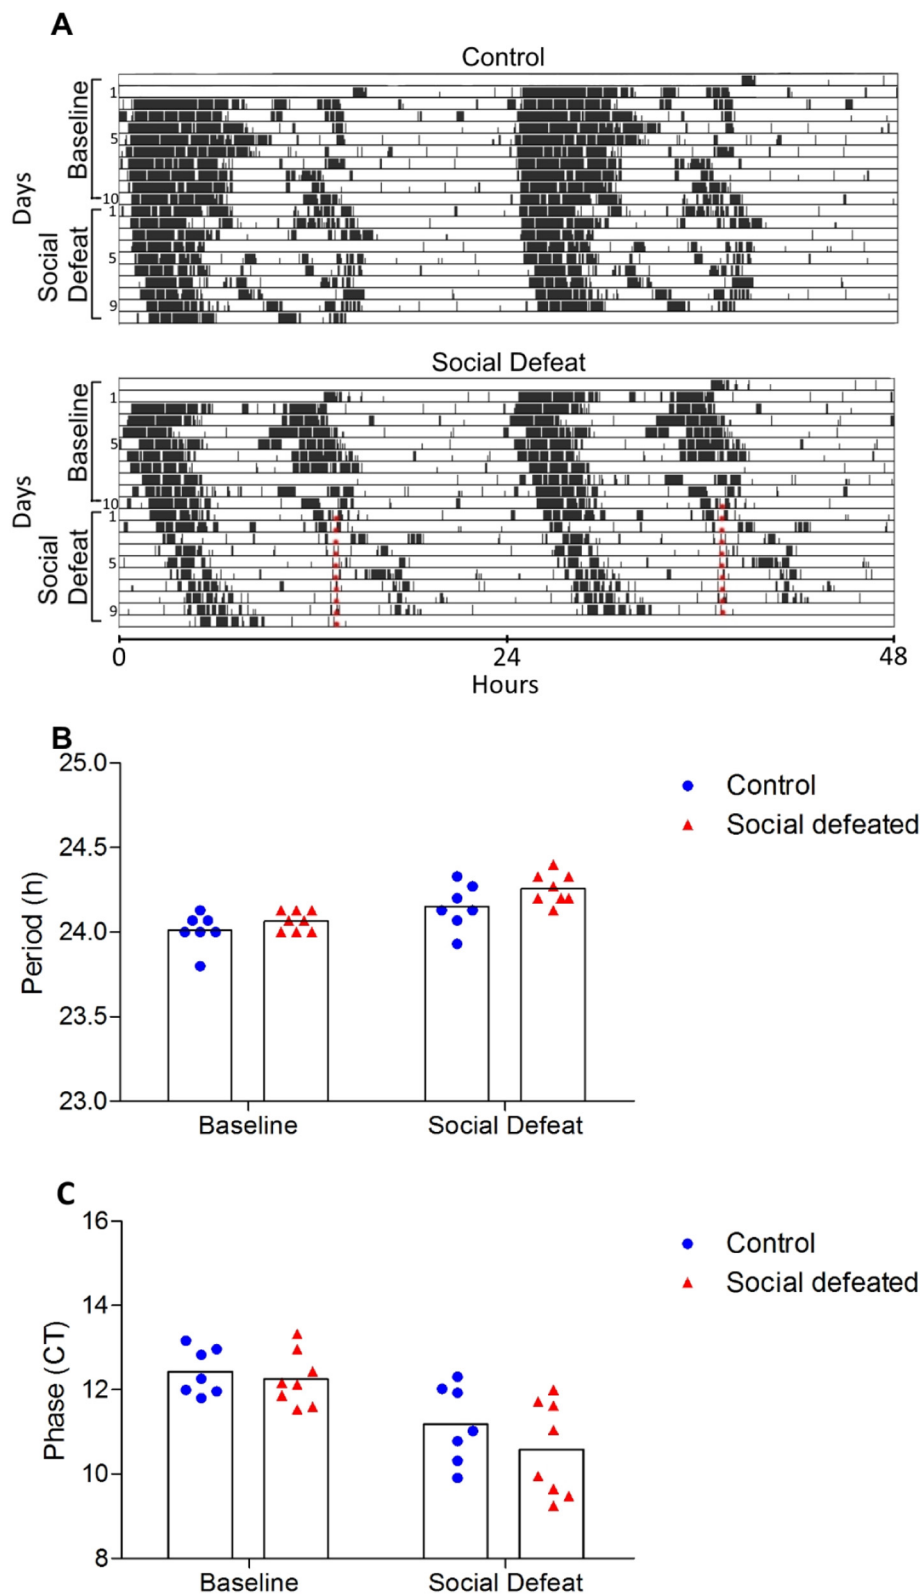 A
Control
Baseline
1
5
10
Days
Social
Defeat
1
5
9
Social Defeat
Baseline
1
5
10
Days
Social
Defeat
1
5
9
0 24 48
Hours
B
25.0
24.5
24.0
23.5
23.0
Period (h)
Control
Social defeated
Baseline Social Defeat
C
16
14
12
10
8
Phase (CT)
Control
Social defeated
Baseline Social Defeat